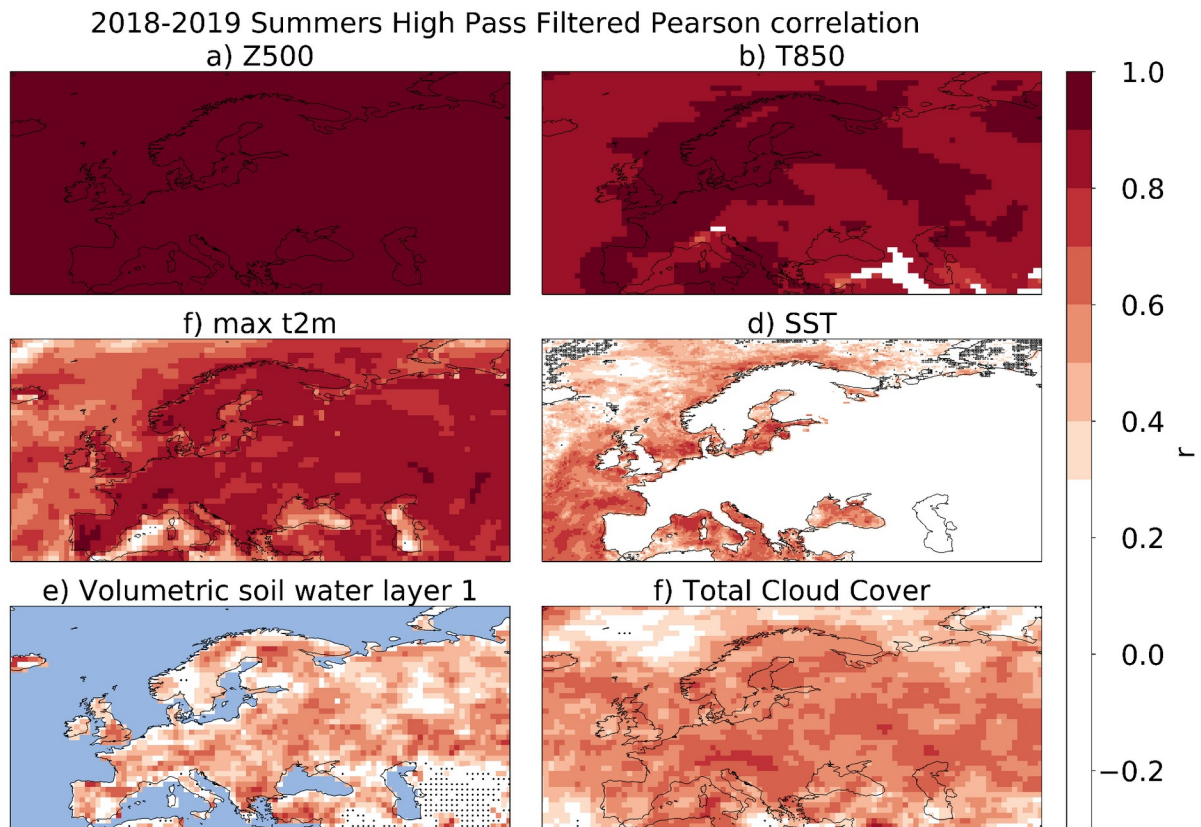 2018-2019 Summers High Pass Filtered Pearson correlation
a) Z500
b) T850
f) max t2m
d) SST
e) Volumetric soil water layer 1
f) Total Cloud Cover
1.0
0.8
0.6
0.4
0.2
0.0
−0.2
r